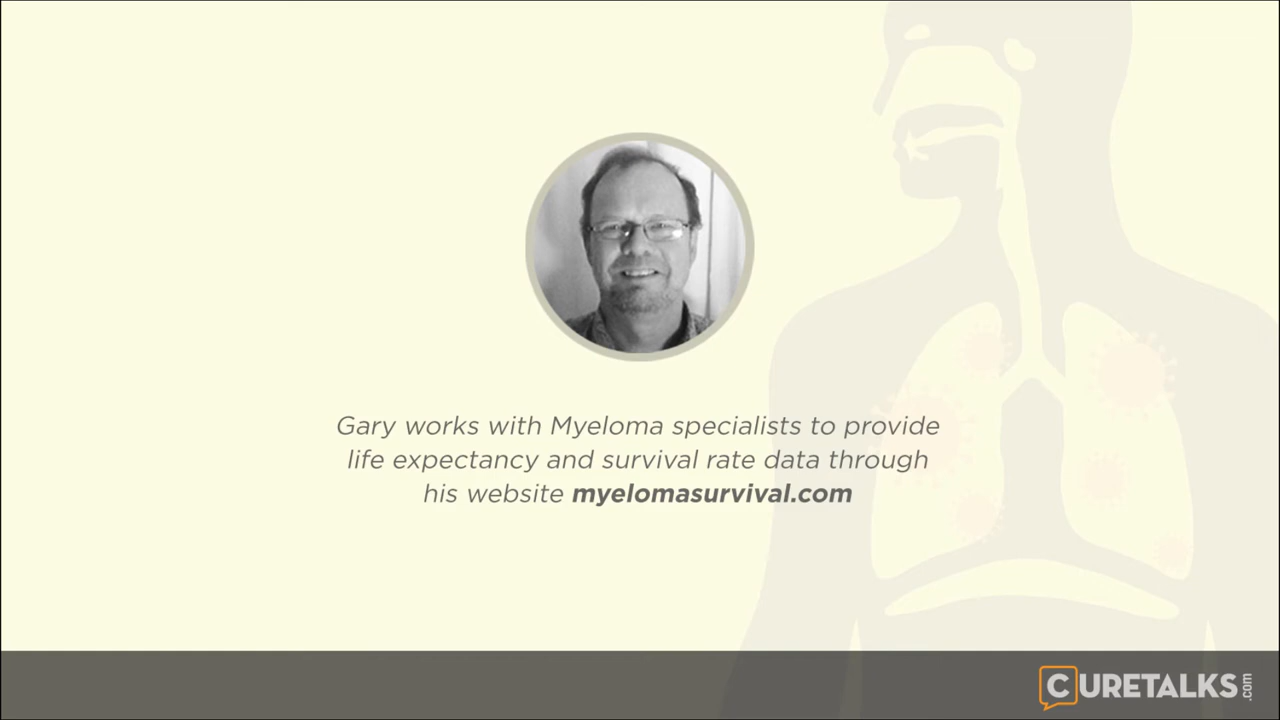 Gary works with Myeloma specialists to provide
life expectancy and survival rate data through
his website myelomasurvival.com
CURETALKS.com